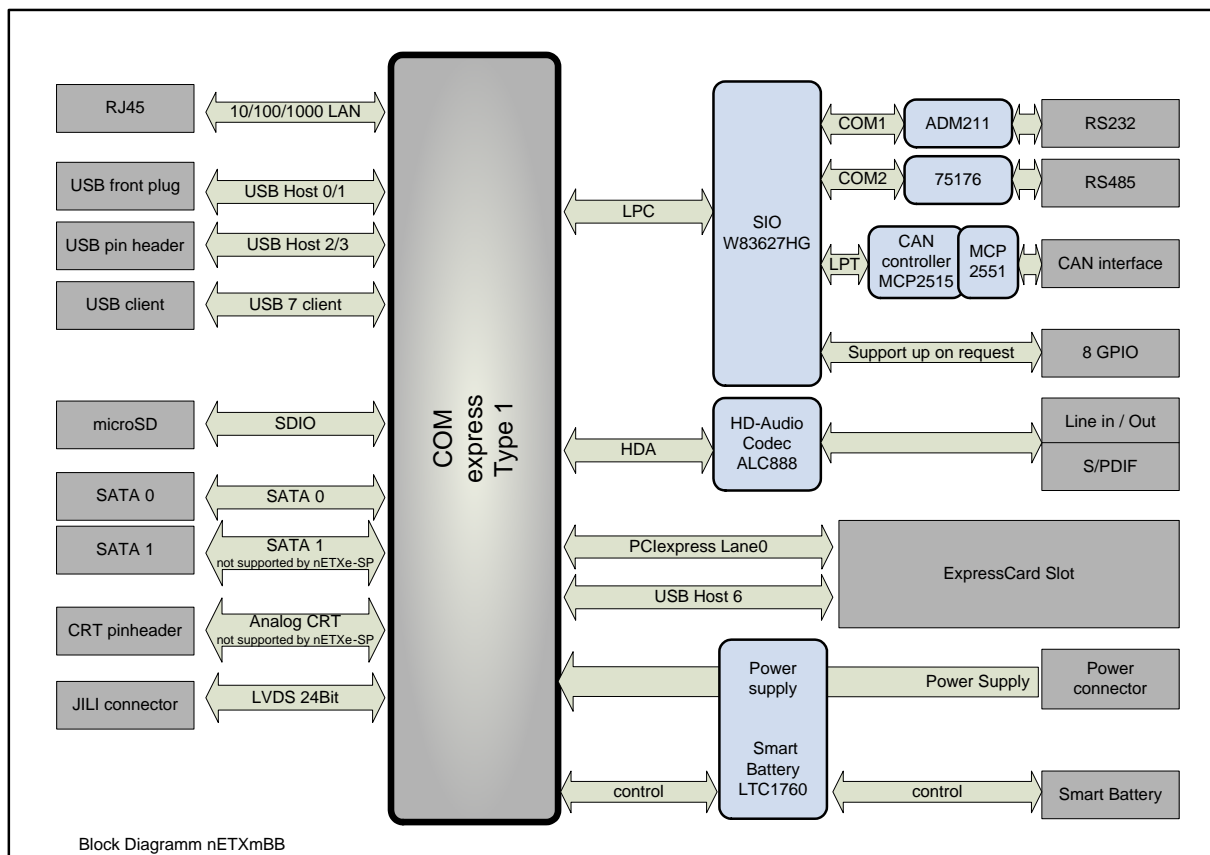 RJ45
10/100/1000 LAN
USB front plug
USB Host 0/1
USB pin header
USB Host 2/3
USB client
USB 7 client
microSD
SDIO
SATA 0
SATA 0
SATA 1
SATA 1
not supported by nETXe-SP
CRT pinheader
Analog CRT
not supported by nETXe-SP
JILI connector
LVDS 24Bit
COM
express
Type 1
LPC
SIO
W83627HG
COM1
ADM211
RS232
COM2
75176
RS485
LPT
CAN
controller
MCP2515
MCP
2551
CAN interface
Support up on request
8 GPIO
HDA
HD-Audio
Codec
ALC888
Line in / Out
S/PDIF
PCIexpress Lane0
USB Host 6
ExpressCard Slot
Power
supply
Power Supply
Power
connector
Smart
Battery
LTC1760
control
control
Smart Battery
Block Diagramm nETXmBB